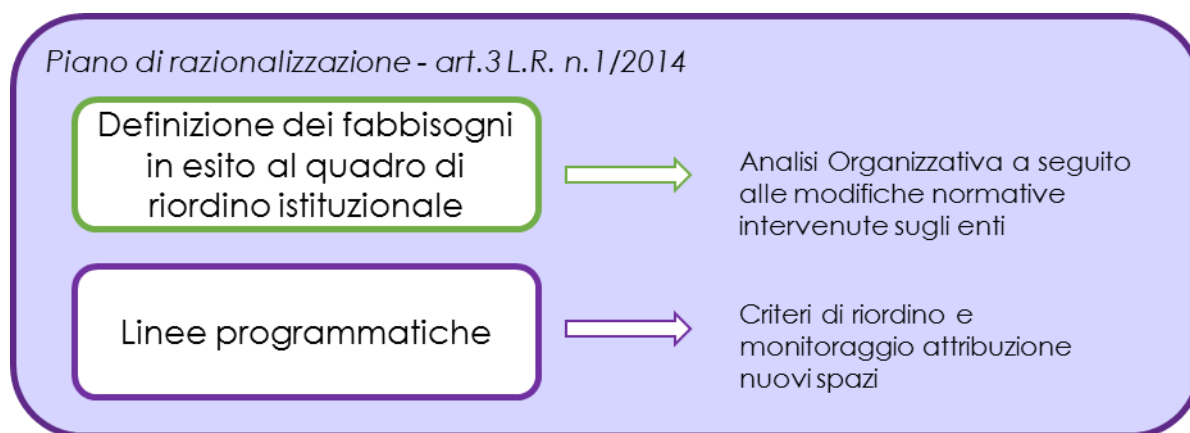 Piano di razionalizzazione - art.3 L.R. n.1/2014
Definizione dei fabbisogni
in esito al quadro di
riordino istituzionale
Analisi Organizzativa a seguito
alle modifiche normative
intervenute sugli enti
Linee programmatiche
Criteri di riordino e
monitoraggio attribuzione
nuovi spazi